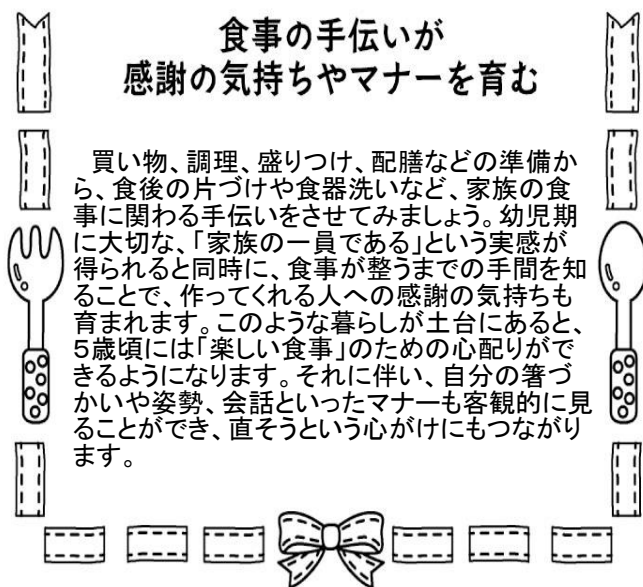 食事の手伝いが
感謝の気持ちやマナーを育む
買い物、調理、盛りつけ、配膳などの準備か
ら、食後の片づけや食器洗いなど、家族の食
事に関わる手伝いをさせてみましょう。幼児期
に大切な、「家族の一員である」という実感が
得られると同時に、食事が整うまでの手間を知
ることで、作ってくれる人への感謝の気持ちも
育まれます。このような暮らしが土台にあると、
5歳頃には「楽しい食事」のための心配りがで
きるようになります。それに伴い、自分の箸づ
かいや姿勢、会話といったマナーも客観的に見
ることができ、直そうという心がけにもつながり
ます。